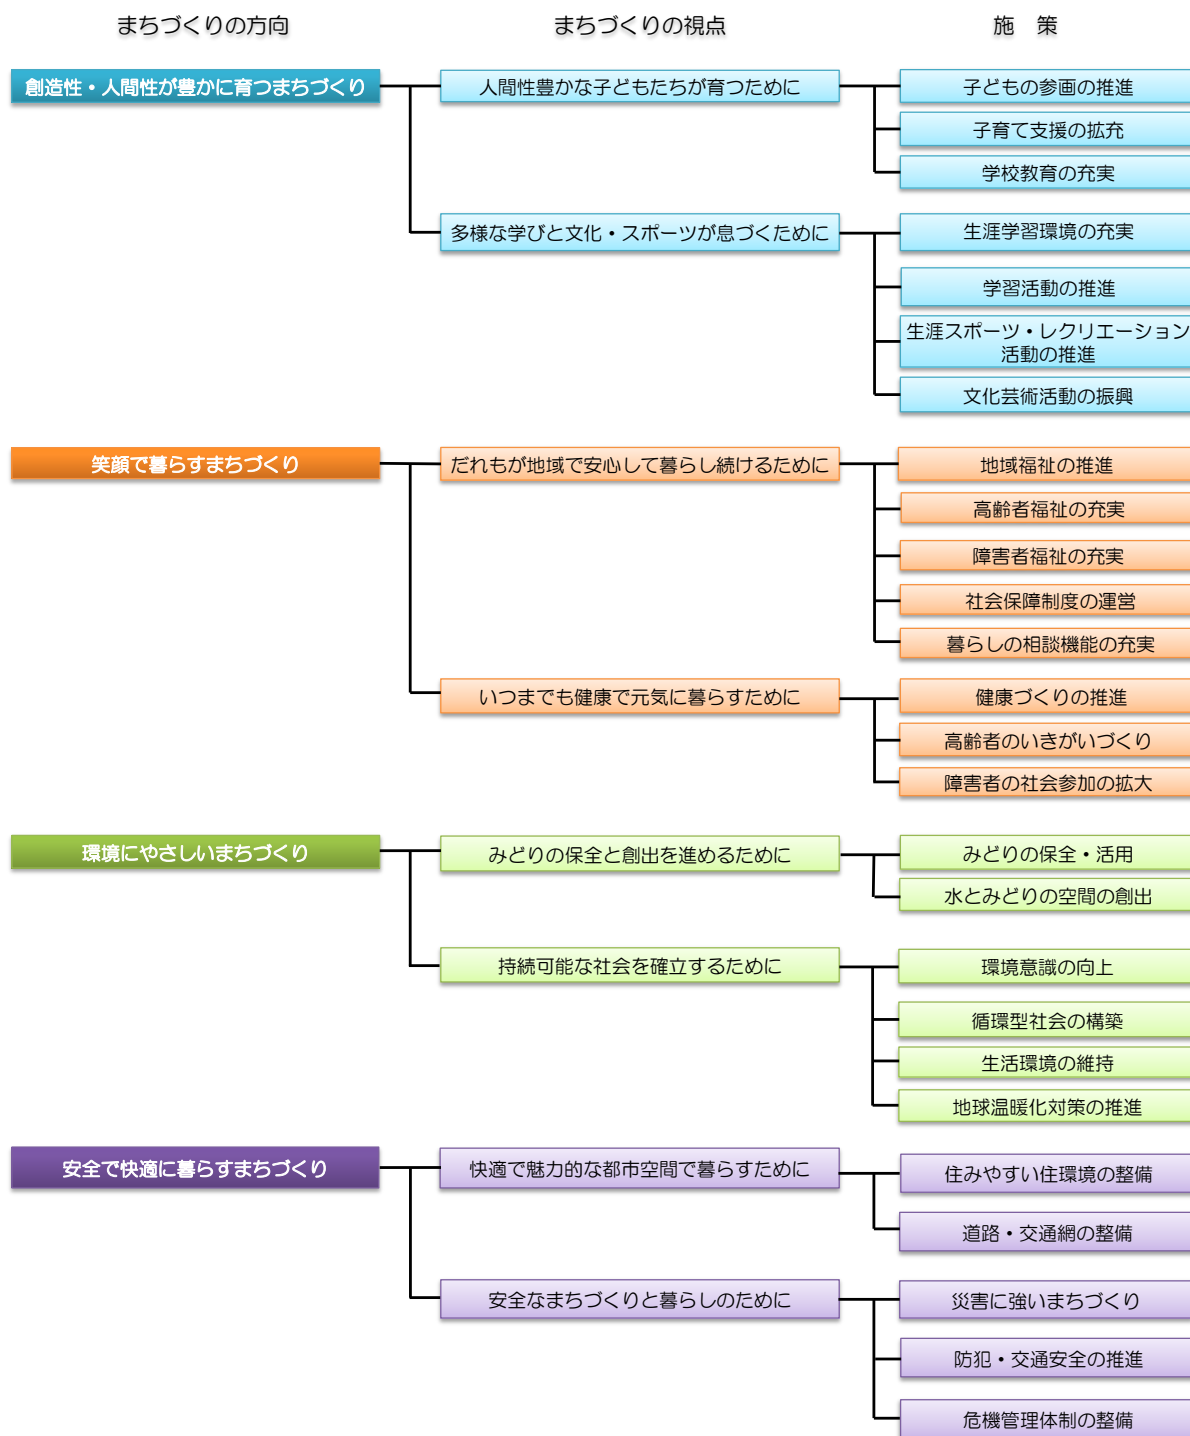 まちづくりの方向
まちづくりの視点
施　策
創造性・人間性が豊かに育つまちづくり
人間性豊かな子どもたちが育つために
子どもの参画の推進
子育て支援の拡充
学校教育の充実
多様な学びと文化・スポーツが息づくために
生涯学習環境の充実
学習活動の推進
生涯スポーツ・レクリエーション
活動の推進
文化芸術活動の振興
笑顔で暮らすまちづくり
だれもが地域で安心して暮らし続けるために
地域福祉の推進
高齢者福祉の充実
障害者福祉の充実
社会保障制度の運営
暮らしの相談機能の充実
いつまでも健康で元気に暮らすために
健康づくりの推進
高齢者のいきがいづくり
障害者の社会参加の拡大
環境にやさしいまちづくり
みどりの保全と創出を進めるために
みどりの保全・活用
水とみどりの空間の創出
持続可能な社会を確立するために
環境意識の向上
循環型社会の構築
生活環境の維持
地球温暖化対策の推進
安全で快適に暮らすまちづくり
快適で魅力的な都市空間で暮らすために
住みやすい住環境の整備
道路・交通網の整備
安全なまちづくりと暮らしのために
災害に強いまちづくり
防犯・交通安全の推進
危機管理体制の整備